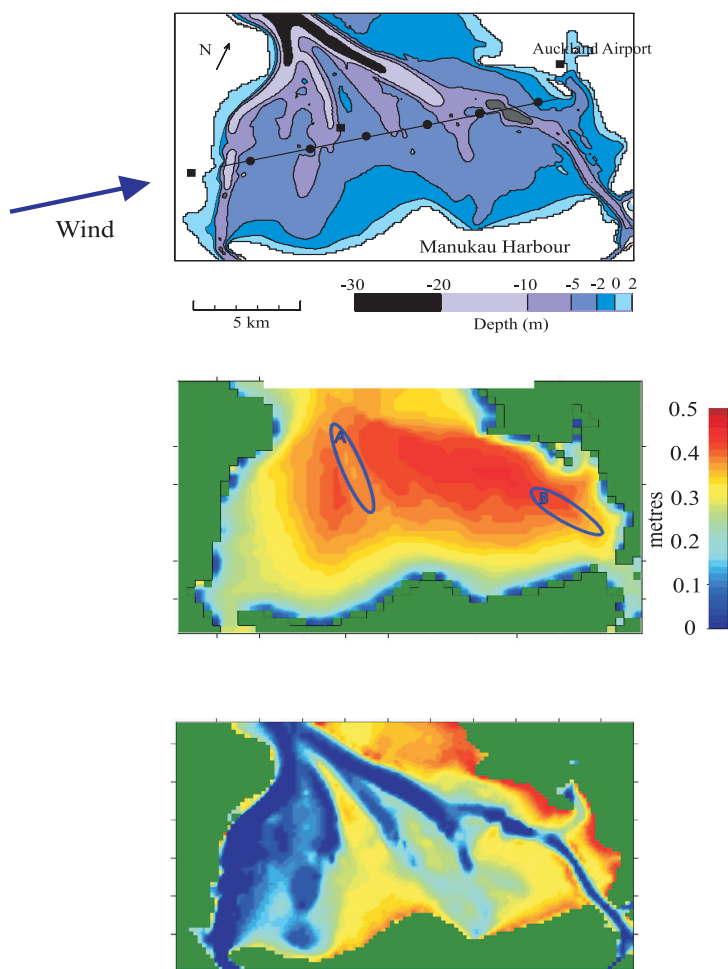 N
Auckland Airport
Wind
Manukau Harbour
-30 -20 -10 -5 -2 0 2
5 km
Depth (m)
A
B
0.5
0.4
0.3
0.2
0.1
0
metres